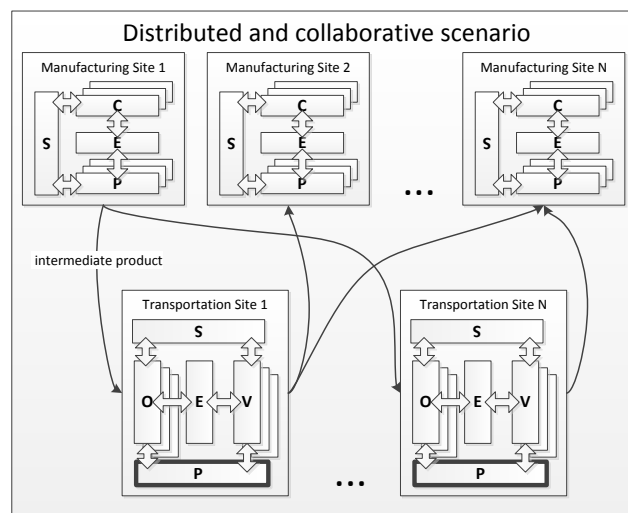 Distributed and collaborative scenario
Manufacturing Site 1
Manufacturing Site 2
Manufacturing Site N
C
S
E
P
C
S
E
P
...
C
S
E
P
intermediate product
Transportation Site 1
Transportation Site N
S
O
E
V
P
...
S
O
E
V
P